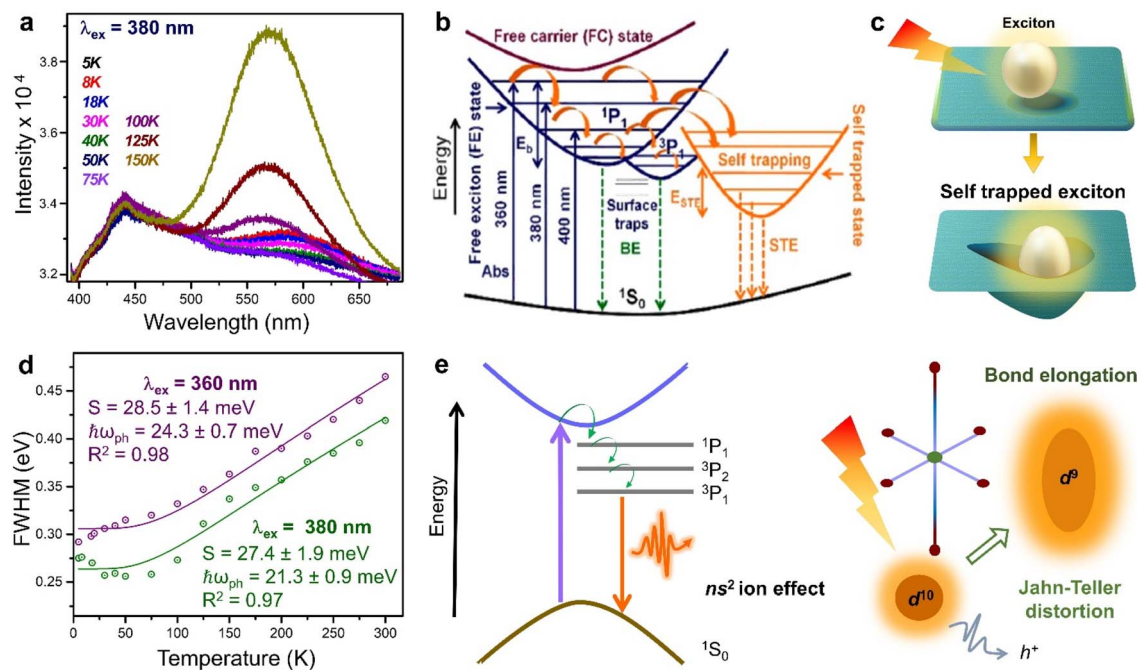 a
λex = 380 nm
5K
8K
18K
30K 100K
40K 125K
50K 150K
75K
3.8
3.6
3.4
3.2
Intensity x 10⁴
400 450 500 550 600 650
Wavelength (nm)
b
Free carrier (FC) state
Free exciton (FE) state
Energy
360 nm
380 nm
400 nm
Abs
Eb
¹P₁
³P₁
Surface
traps
BE
¹S₀
Self trapping
ESTE
STE
Self trapped state
c
Exciton
Self trapped exciton
d
λex = 360 nm
S = 28.5 ± 1.4 meV
ℏωph = 24.3 ± 0.7 meV
R² = 0.98
λex = 380 nm
S = 27.4 ± 1.9 meV
ℏωph = 21.3 ± 0.9 meV
R² = 0.97
0.45
0.40
0.35
0.30
0.25
FWHM (eV)
0 50 100 150 200 250 300
Temperature (K)
e
Energy
¹P₁
³P₂
³P₁
ns² ion effect
¹S₀
Bond elongation
d⁹
d¹⁰
Jahn-Teller
distortion
h⁺